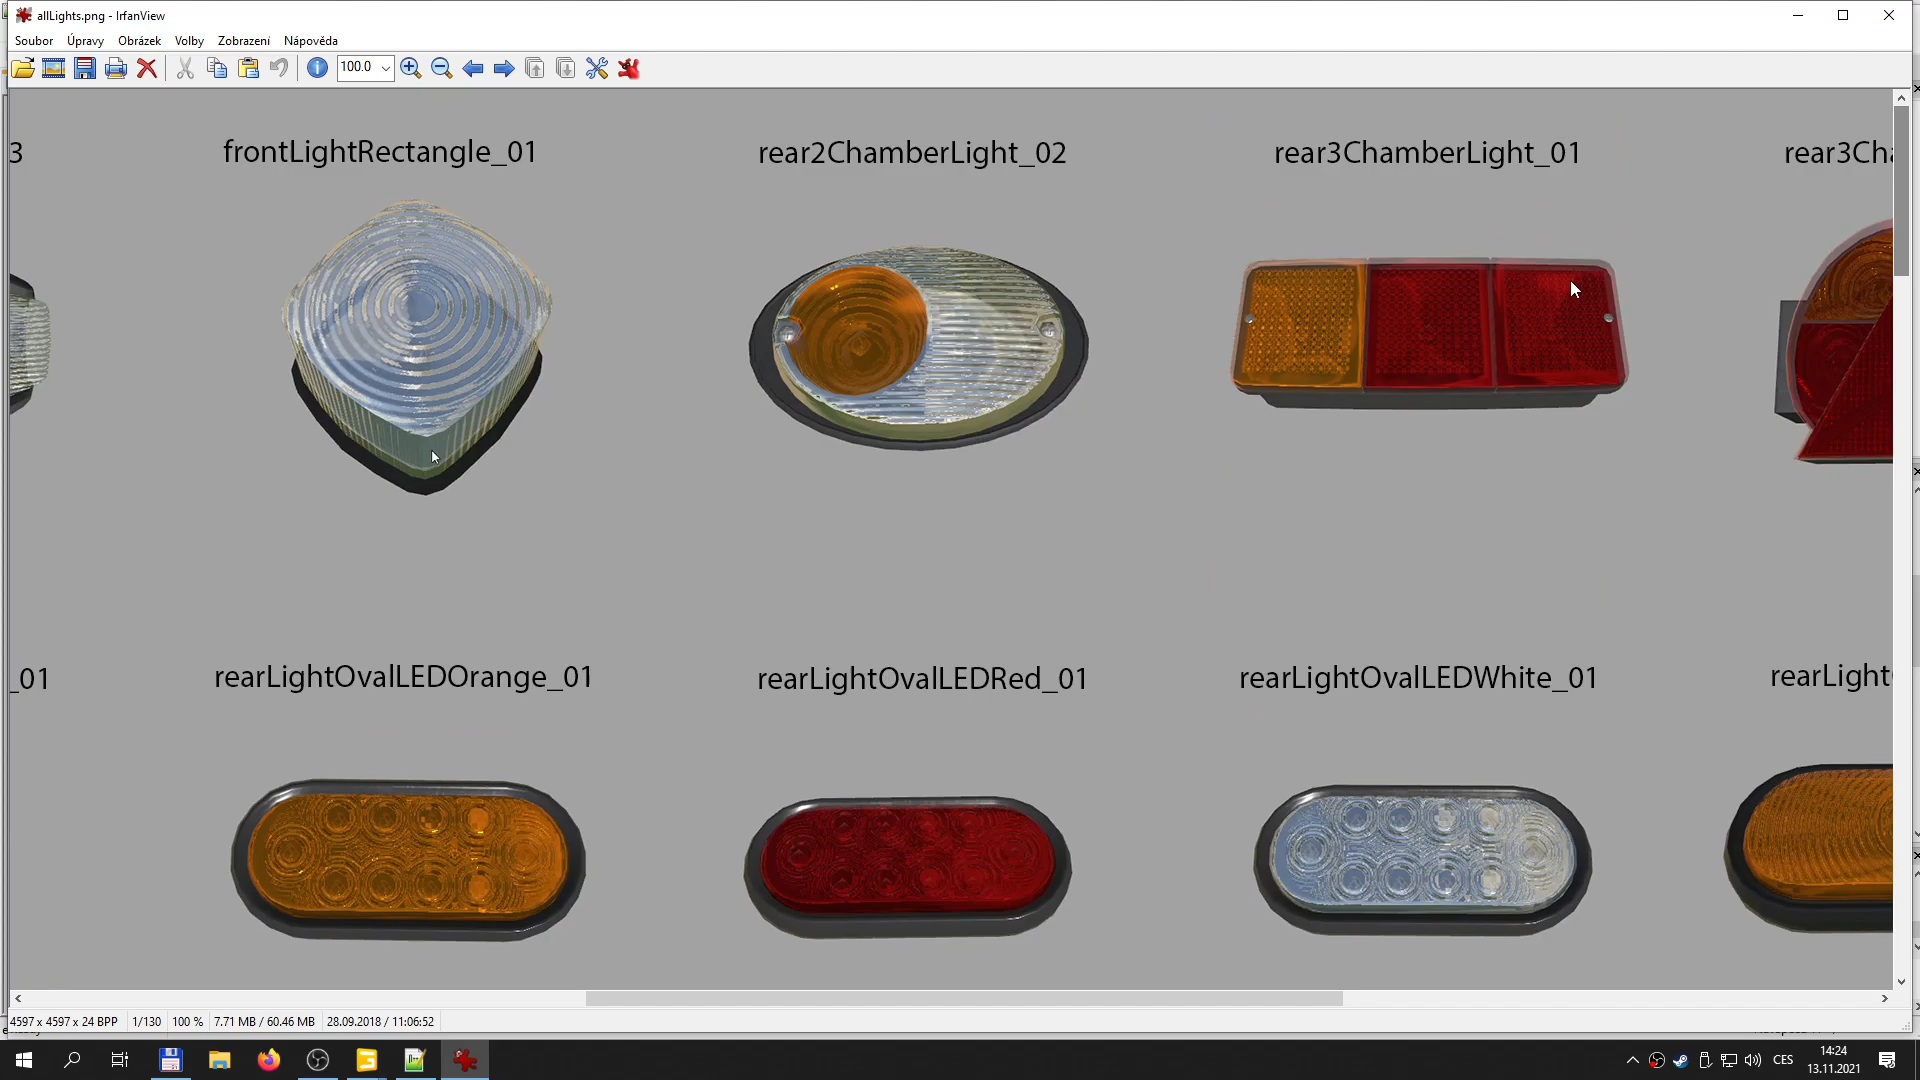 allLights.png - IrfanView
Soubor Úpravy Obrázek Volby Zobrazení Nápověda
100.0
3 frontLightRectangle_01 rear2ChamberLight_02 rear3ChamberLight_01 rear3Cha
_01 rearLightOvalLEDOrange_01 rearLightOvalLEDRed_01 rearLightOvalLEDWhite_01 rearLight
4597 x 4597 x 24 BPP 1/130 100 % 7.71 MB / 60.46 MB 28.09.2018 / 11:06:52
CES
14:24
13.11.2021